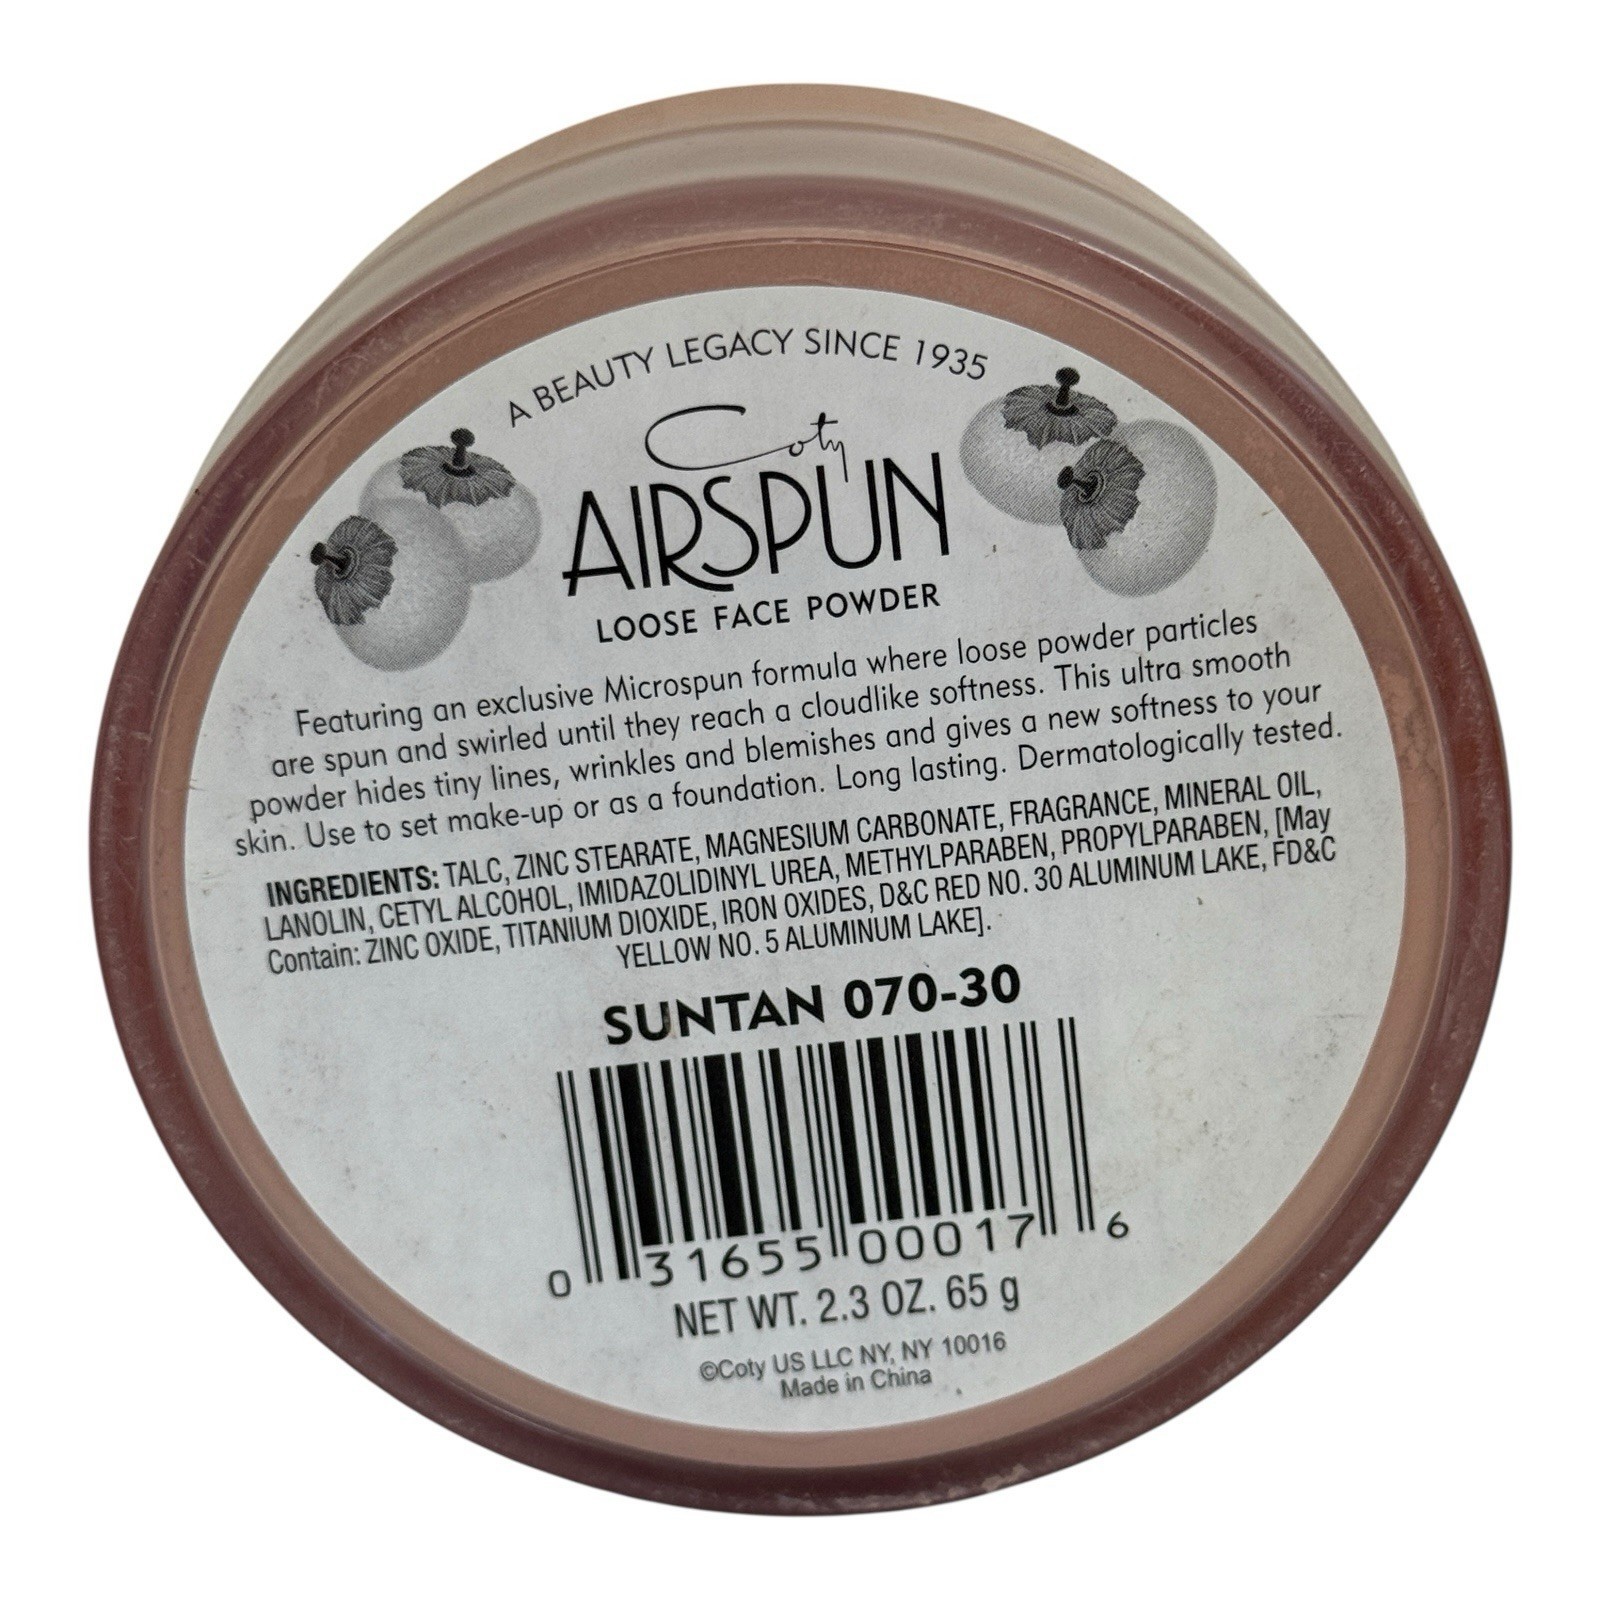 A BEAUTY LEGACY SINCE 1935
Coty
AIRSPUN
LOOSE FACE POWDER
Featuring an exclusive Microspun formula where loose powder particles
are spun and swirled until they reach a cloudlike softness. This ultra smooth
powder hides tiny lines, wrinkles and blemishes and gives a new softness to your
skin. Use to set make-up or as a foundation. Long lasting. Dermatologically tested.
INGREDIENTS: TALC, ZINC STEARATE, MAGNESIUM CARBONATE, FRAGRANCE, MINERAL OIL,
LANOLIN, CETYL ALCOHOL, IMIDAZOLIDINYL UREA, METHYLPARABEN, PROPYLPARABEN, [May
Contain: ZINC OXIDE, TITANIUM DIOXIDE, IRON OXIDES, D&C RED NO. 30 ALUMINUM LAKE, FD&C
YELLOW NO. 5 ALUMINUM LAKE].
SUNTAN 070-30
0 31655 00017 6
NET WT. 2.3 OZ. 65 g
©Coty US LLC NY, NY 10016
Made in China